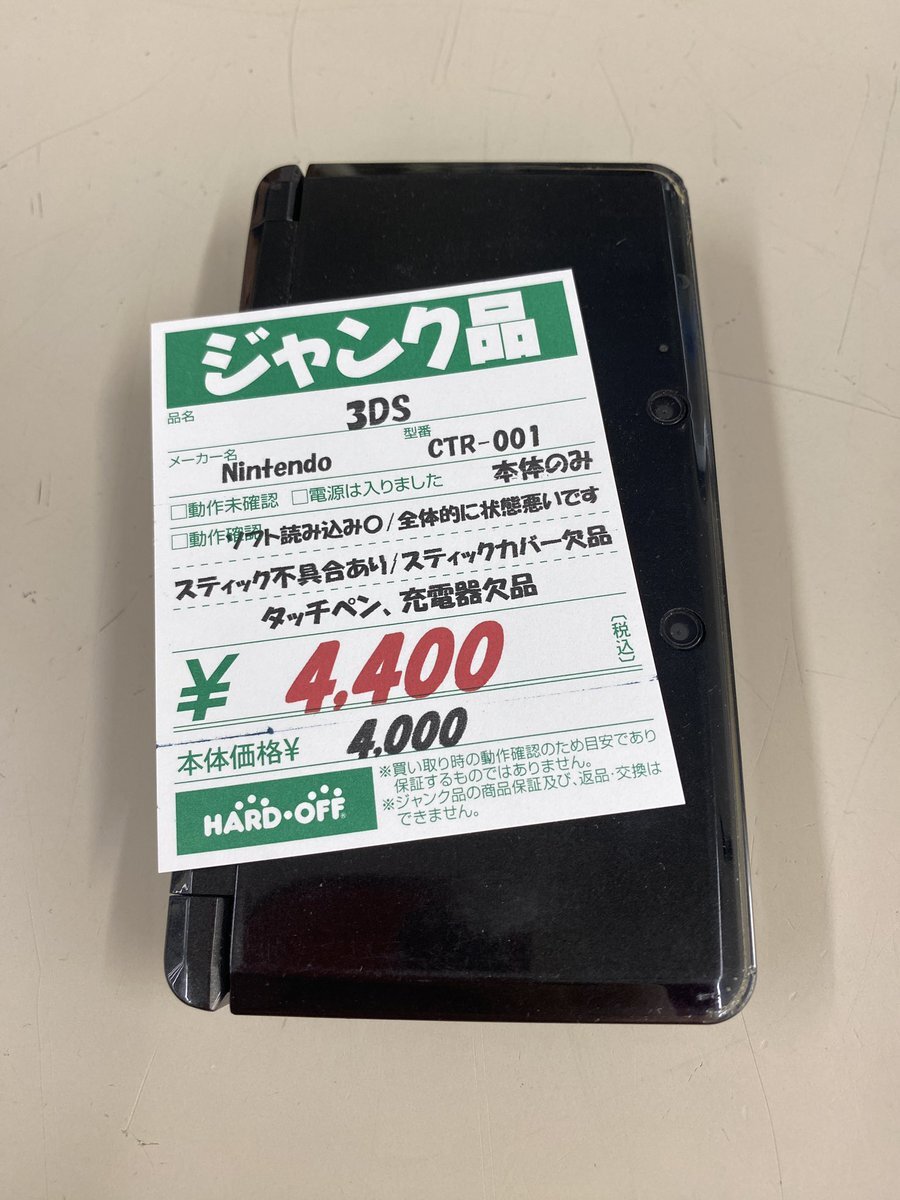 ジャンク品
品名 3DS
メーカー名 Nintendo 型番 CTR-001
□動作未確認 □電源は入りました 本体のみ
□動作確認 ソフト読み込み〇/全体的に状態悪いです
スティック不具合あり/スティックカバー欠品
タッチペン、充電器欠品
¥ 4,400 〔税込〕
本体価格¥ 4,000
※買い取り時の動作確認のため目安であり
保証するものではありません。
※ジャンク品の商品保証及び、返品・交換は
できません。
HARD・OFF®